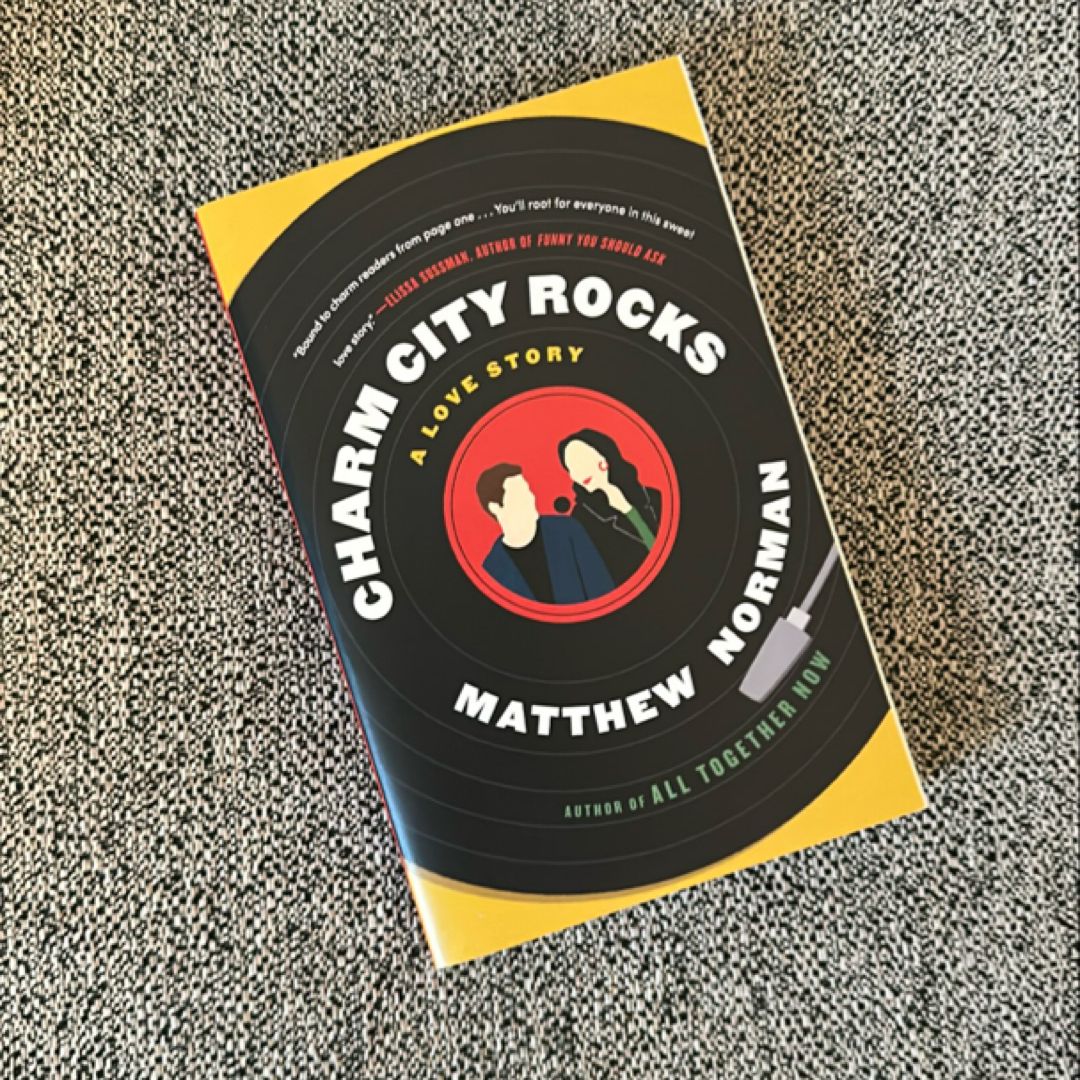 "Bound to charm readers from page one . . . You'll root for everyone in this sweet
love story." —ELISSA SUSSMAN, AUTHOR OF FUNNY YOU SHOULD ASK
CHARM CITY ROCKS
A LOVE STORY
MATTHEW NORMAN
AUTHOR OF ALL TOGETHER NOW